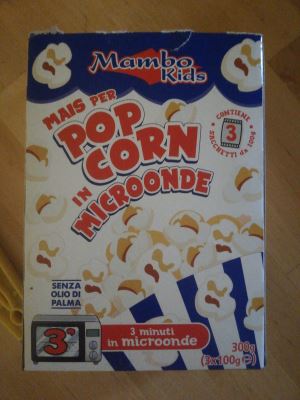 Mambo
Kids
MAIS PER
POP
CORN
IN
MICROONDE
CONTIENE
3
SACCHETTI da 100g
SENZA
OLIO DI
PALMA
3'
3 minuti
in microonde
300g
(3x100g e)